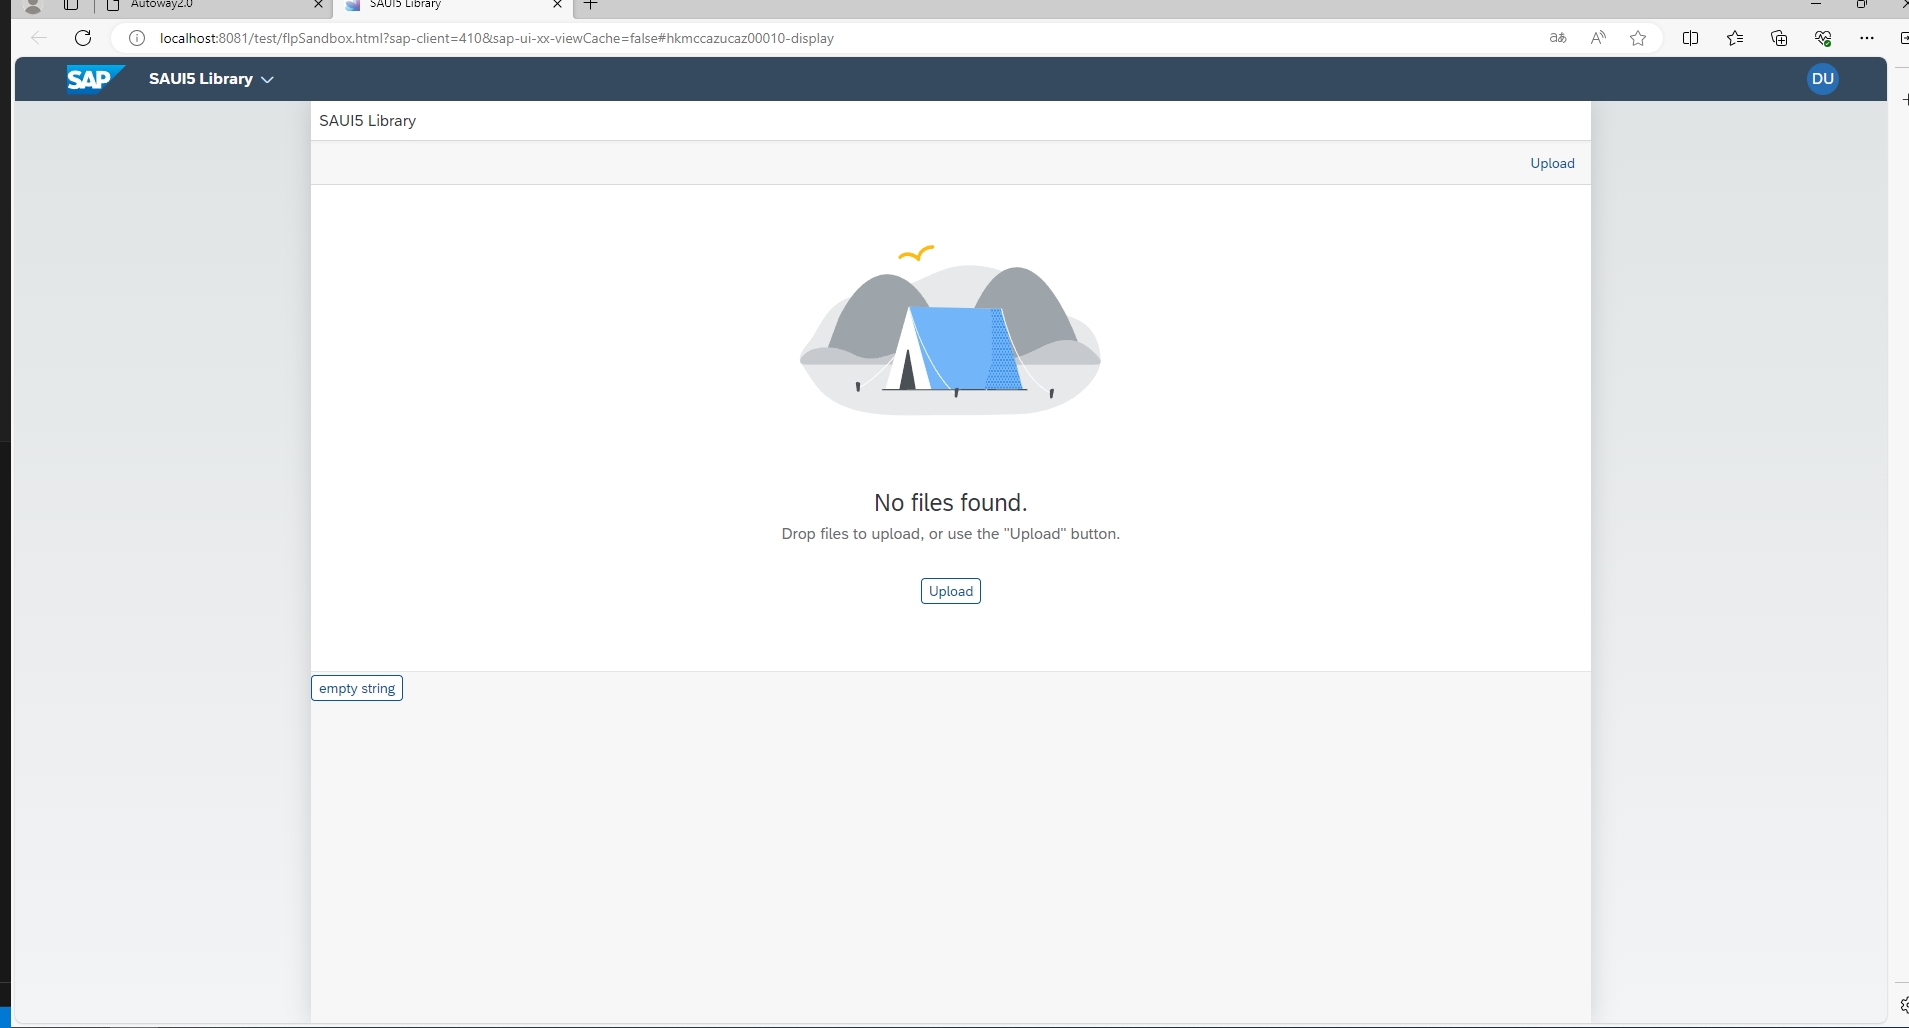 Autoway2.0
SAUI5 Library
localhost:8081/test/flpSandbox.html?sap-client=410&sap-ui-xx-viewCache=false#hkmccazucaz00010-display
SAP SAUI5 Library DU
SAUI5 Library
Upload
No files found.
Drop files to upload, or use the "Upload" button.
Upload
empty string